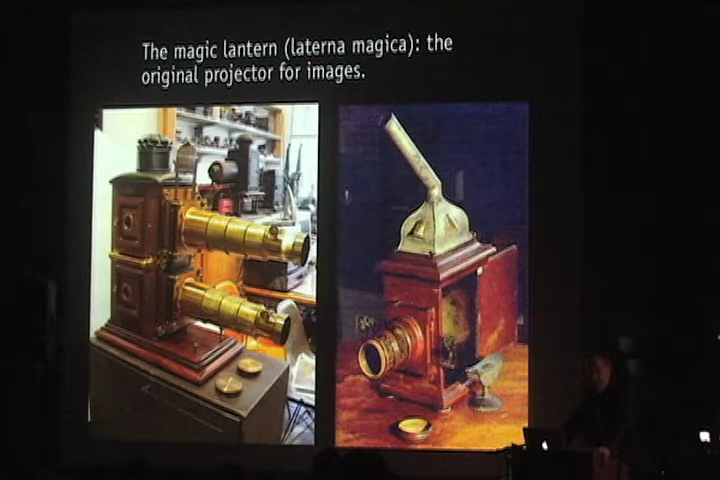 The magic lantern (laterna magica): the
original projector for images.